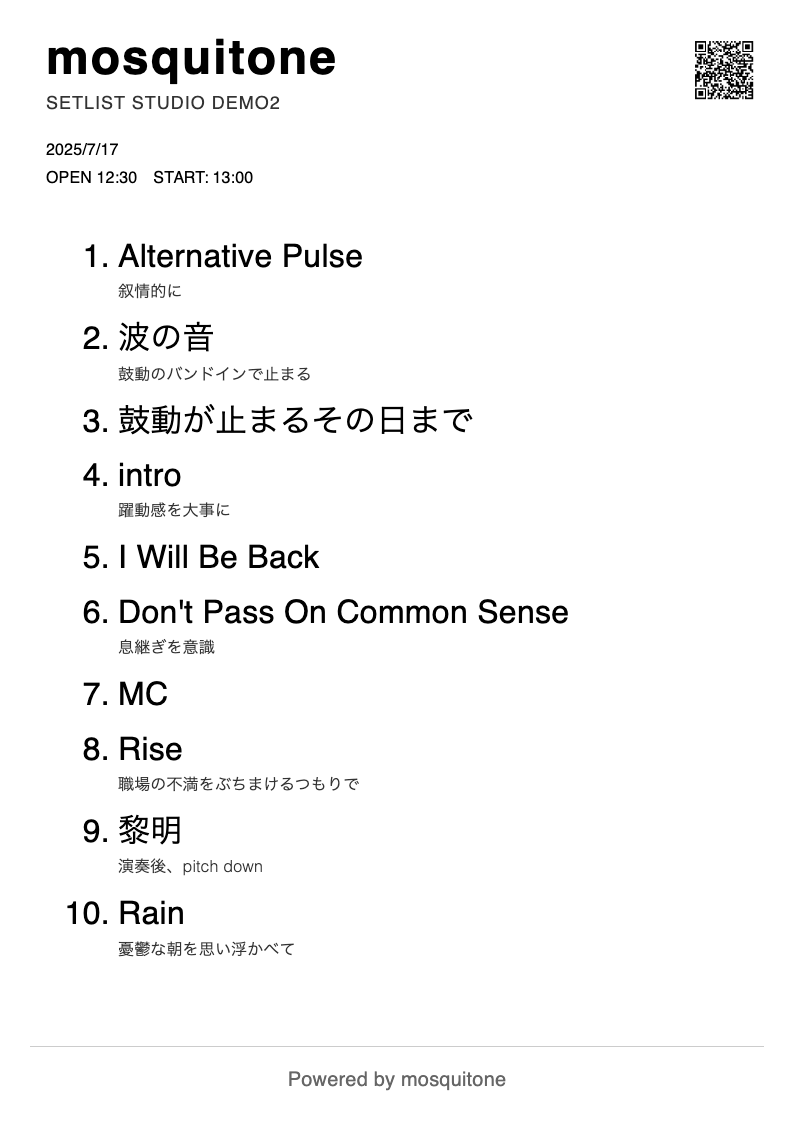 mosquitone
SETLIST STUDIO DEMO2
2025/7/17
OPEN 12:30 START: 13:00
1. Alternative Pulse
叙情的に
2. 波の音
鼓動のバンドインで止まる
3. 鼓動が止まるその日まで
4. intro
躍動感を大事に
5. I Will Be Back
6. Don't Pass On Common Sense
息継ぎを意識
7. MC
8. Rise
職場の不満をぶちまけるつもりで
9. 黎明
演奏後、pitch down
10. Rain
憂鬱な朝を思い浮かべて
Powered by mosquitone